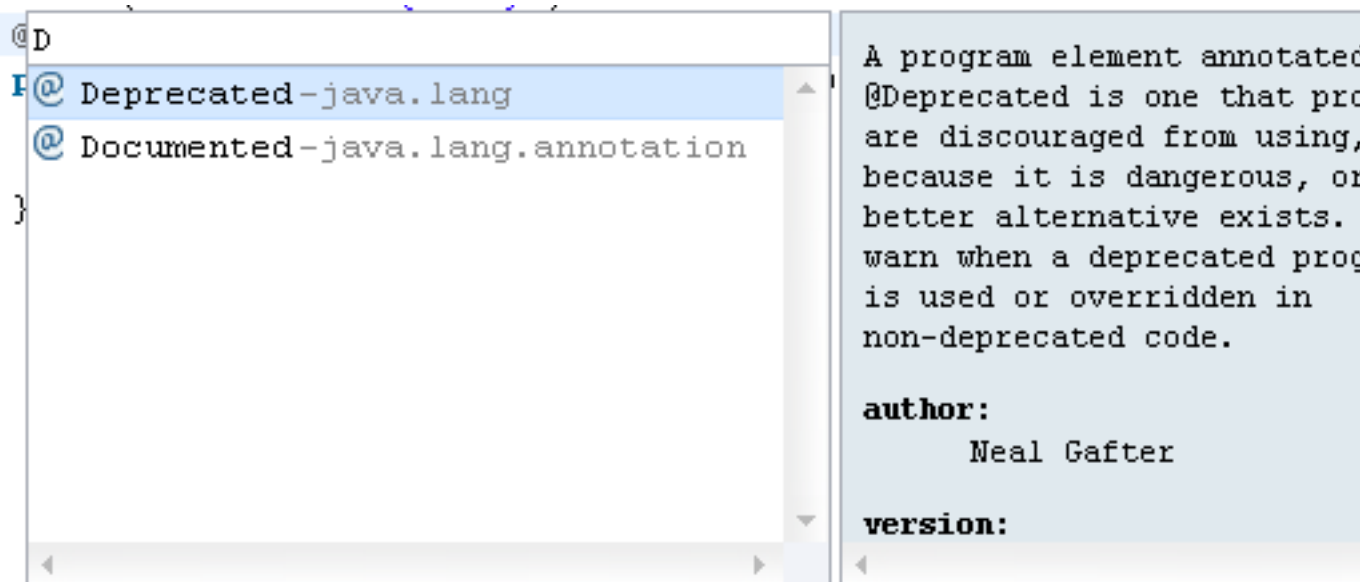 @D
@ Deprecated-java.lang
@ Documented-java.lang.annotation
}
A program element annotated
@Deprecated is one that pro
are discouraged from using,
because it is dangerous, or
better alternative exists.
warn when a deprecated prog
is used or overridden in
non-deprecated code.
author:
Neal Gafter
version: